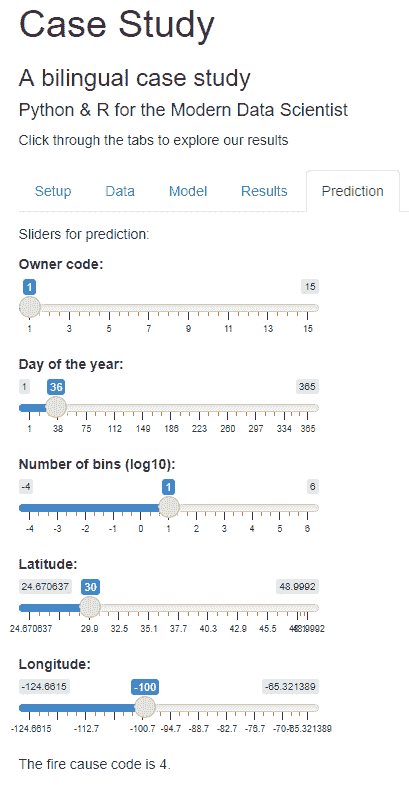 Case Study
A bilingual case study
Python & R for the Modern Data Scientist
Click through the tabs to explore our results
Setup Data Model Results Prediction
Sliders for prediction:
Owner code:
1 15
1 3 5 7 9 11 13 15
Day of the year:
1 36 365
1 38 75 112 149 186 223 260 297 334 365
Number of bins (log10):
-4 1 6
-4 -3 -2 -1 0 1 2 3 4 5 6
Latitude:
24.670637 30 48.9992
24.670637 29.9 32.5 35.1 37.7 40.3 42.9 45.5 48.9992
Longitude:
-124.6615 -100 -65.321389
-124.6615 -112.7 -100.7 -94.7 -88.7 -82.7 -76.7 -70 -65.321389
The fire cause code is 4.